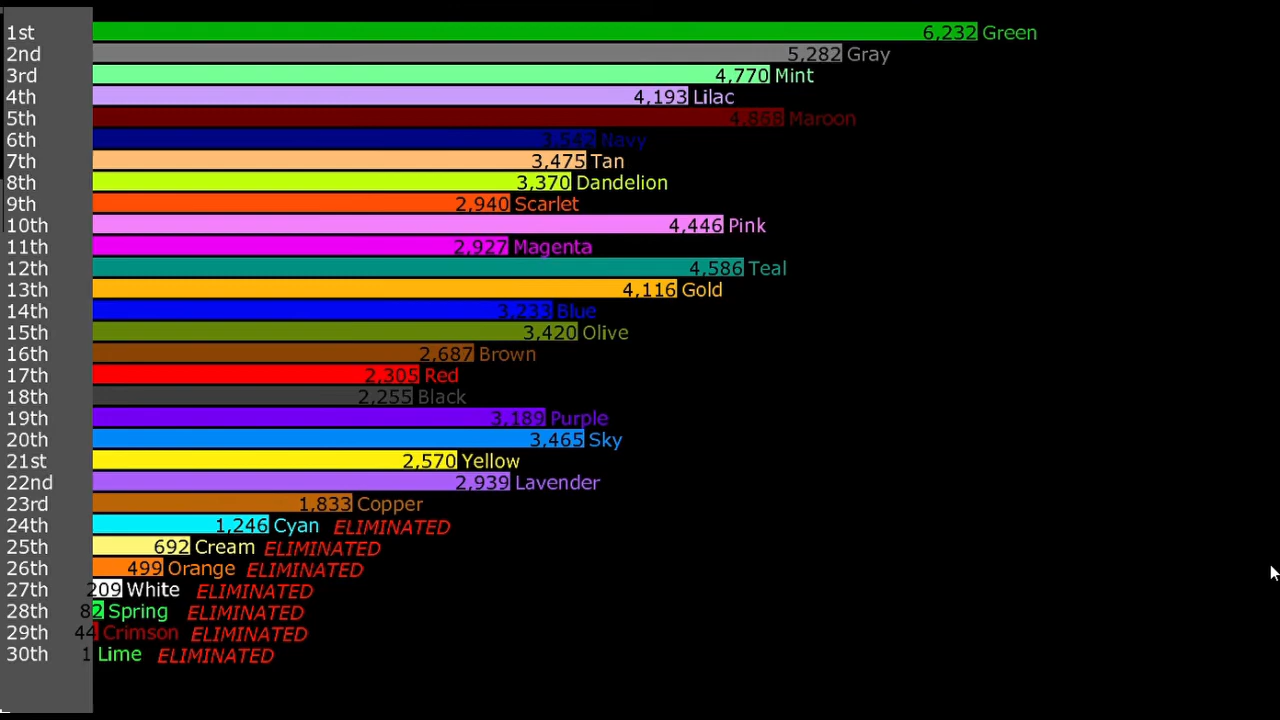 1st 6,232 Green
2nd 5,282 Gray
3rd 4,770 Mint
4th 4,193 Lilac
5th 4,868 Maroon
6th 3,542 Navy
7th 3,475 Tan
8th 3,370 Dandelion
9th 2,940 Scarlet
10th 4,446 Pink
11th 2,927 Magenta
12th 4,586 Teal
13th 4,116 Gold
14th 3,233 Blue
15th 3,420 Olive
16th 2,687 Brown
17th 2,305 Red
18th 2,255 Black
19th 3,189 Purple
20th 3,465 Sky
21st 2,570 Yellow
22nd 2,939 Lavender
23rd 1,833 Copper
24th 1,246 Cyan ELIMINATED
25th 692 Cream ELIMINATED
26th 499 Orange ELIMINATED
27th 209 White ELIMINATED
28th 82 Spring ELIMINATED
29th 44 Crimson ELIMINATED
30th 1 Lime ELIMINATED